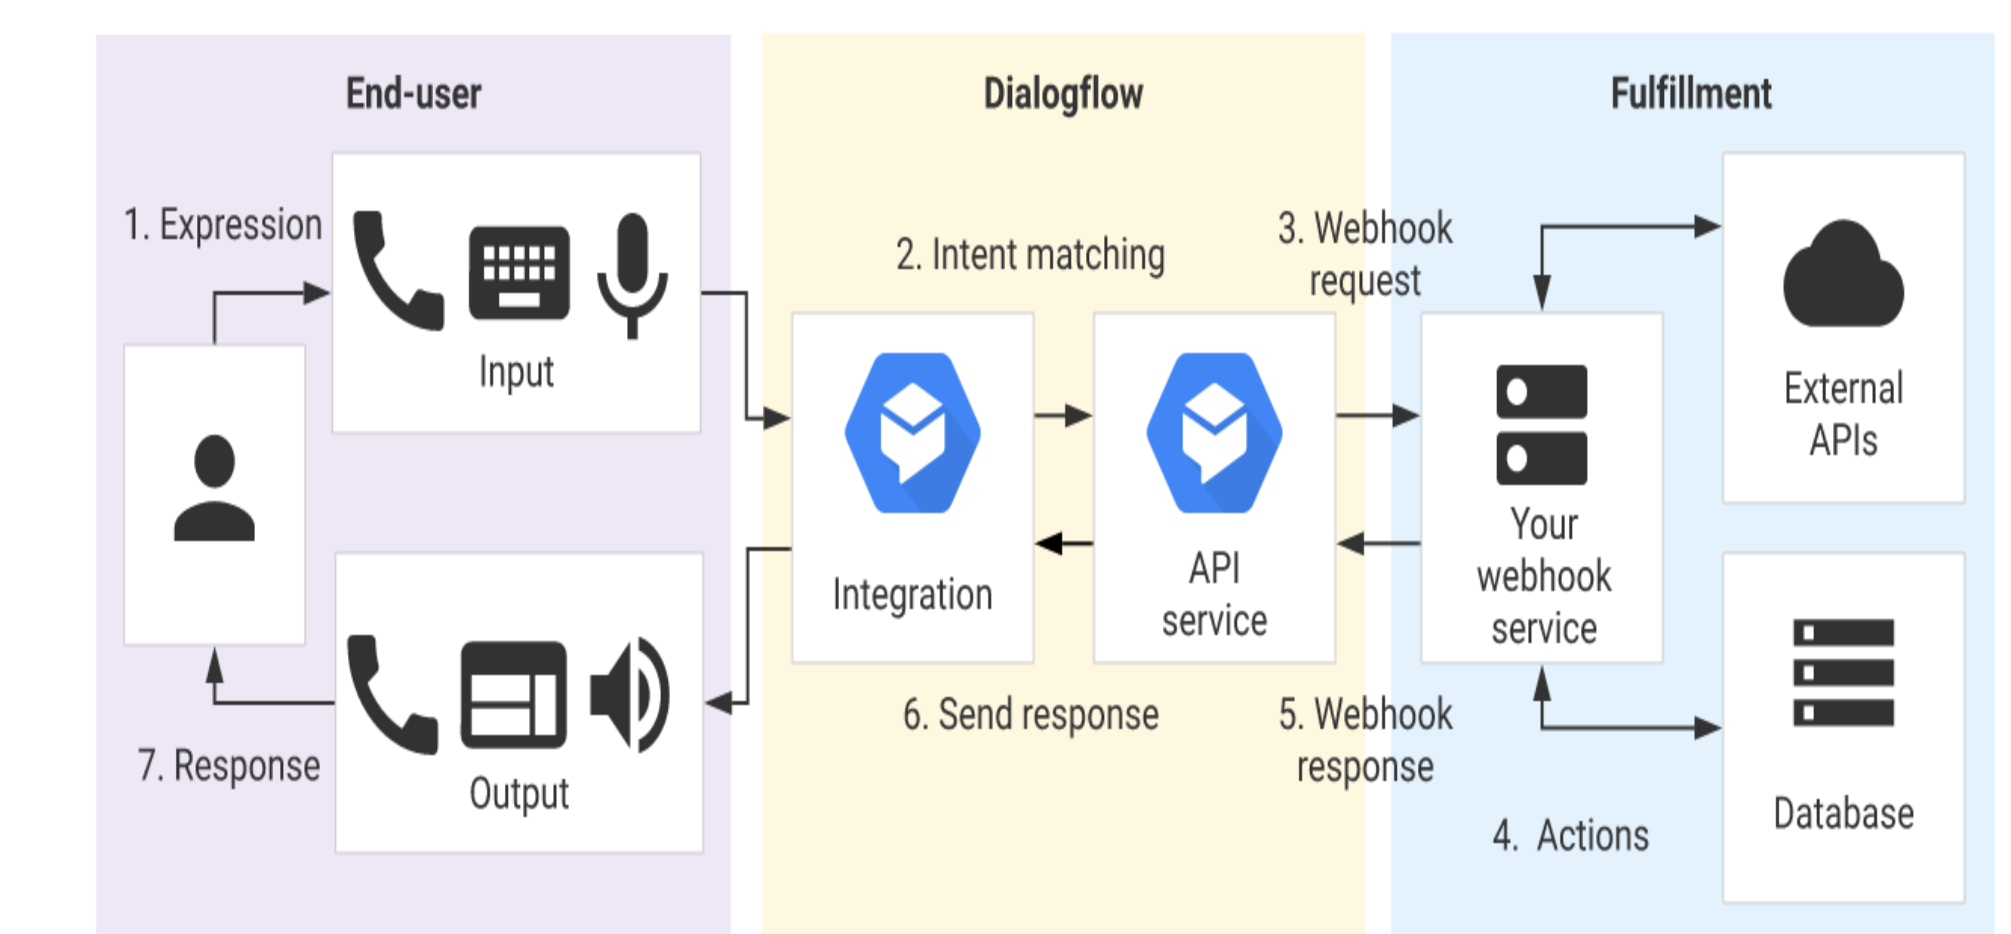 End-user
Dialogflow
Fulfillment
1. Expression
Input
2. Intent matching
3. Webhook
request
External
APIs
Integration
API
service
Your
webhook
service
7. Response
Output
6. Send response
5. Webhook
response
4. Actions
Database